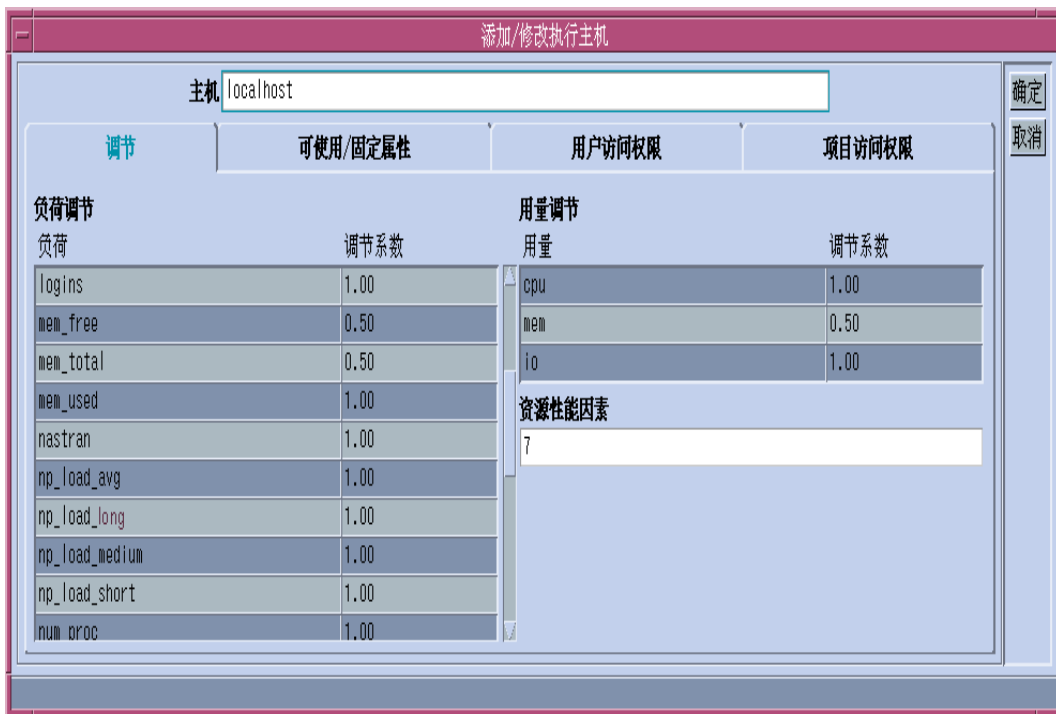 添加/修改执行主机
主机 localhost
确定
取消
调节 可使用/固定属性 用户访问权限 项目访问权限
负荷调节
负荷 调节系数
logins 1.00
mem_free 0.50
mem_total 0.50
mem_used 1.00
nastran 1.00
np_load_avg 1.00
np_load_long 1.00
np_load_medium 1.00
np_load_short 1.00
num_proc 1.00
用量调节
用量 调节系数
cpu 1.00
mem 0.50
io 1.00
资源性能因素
7